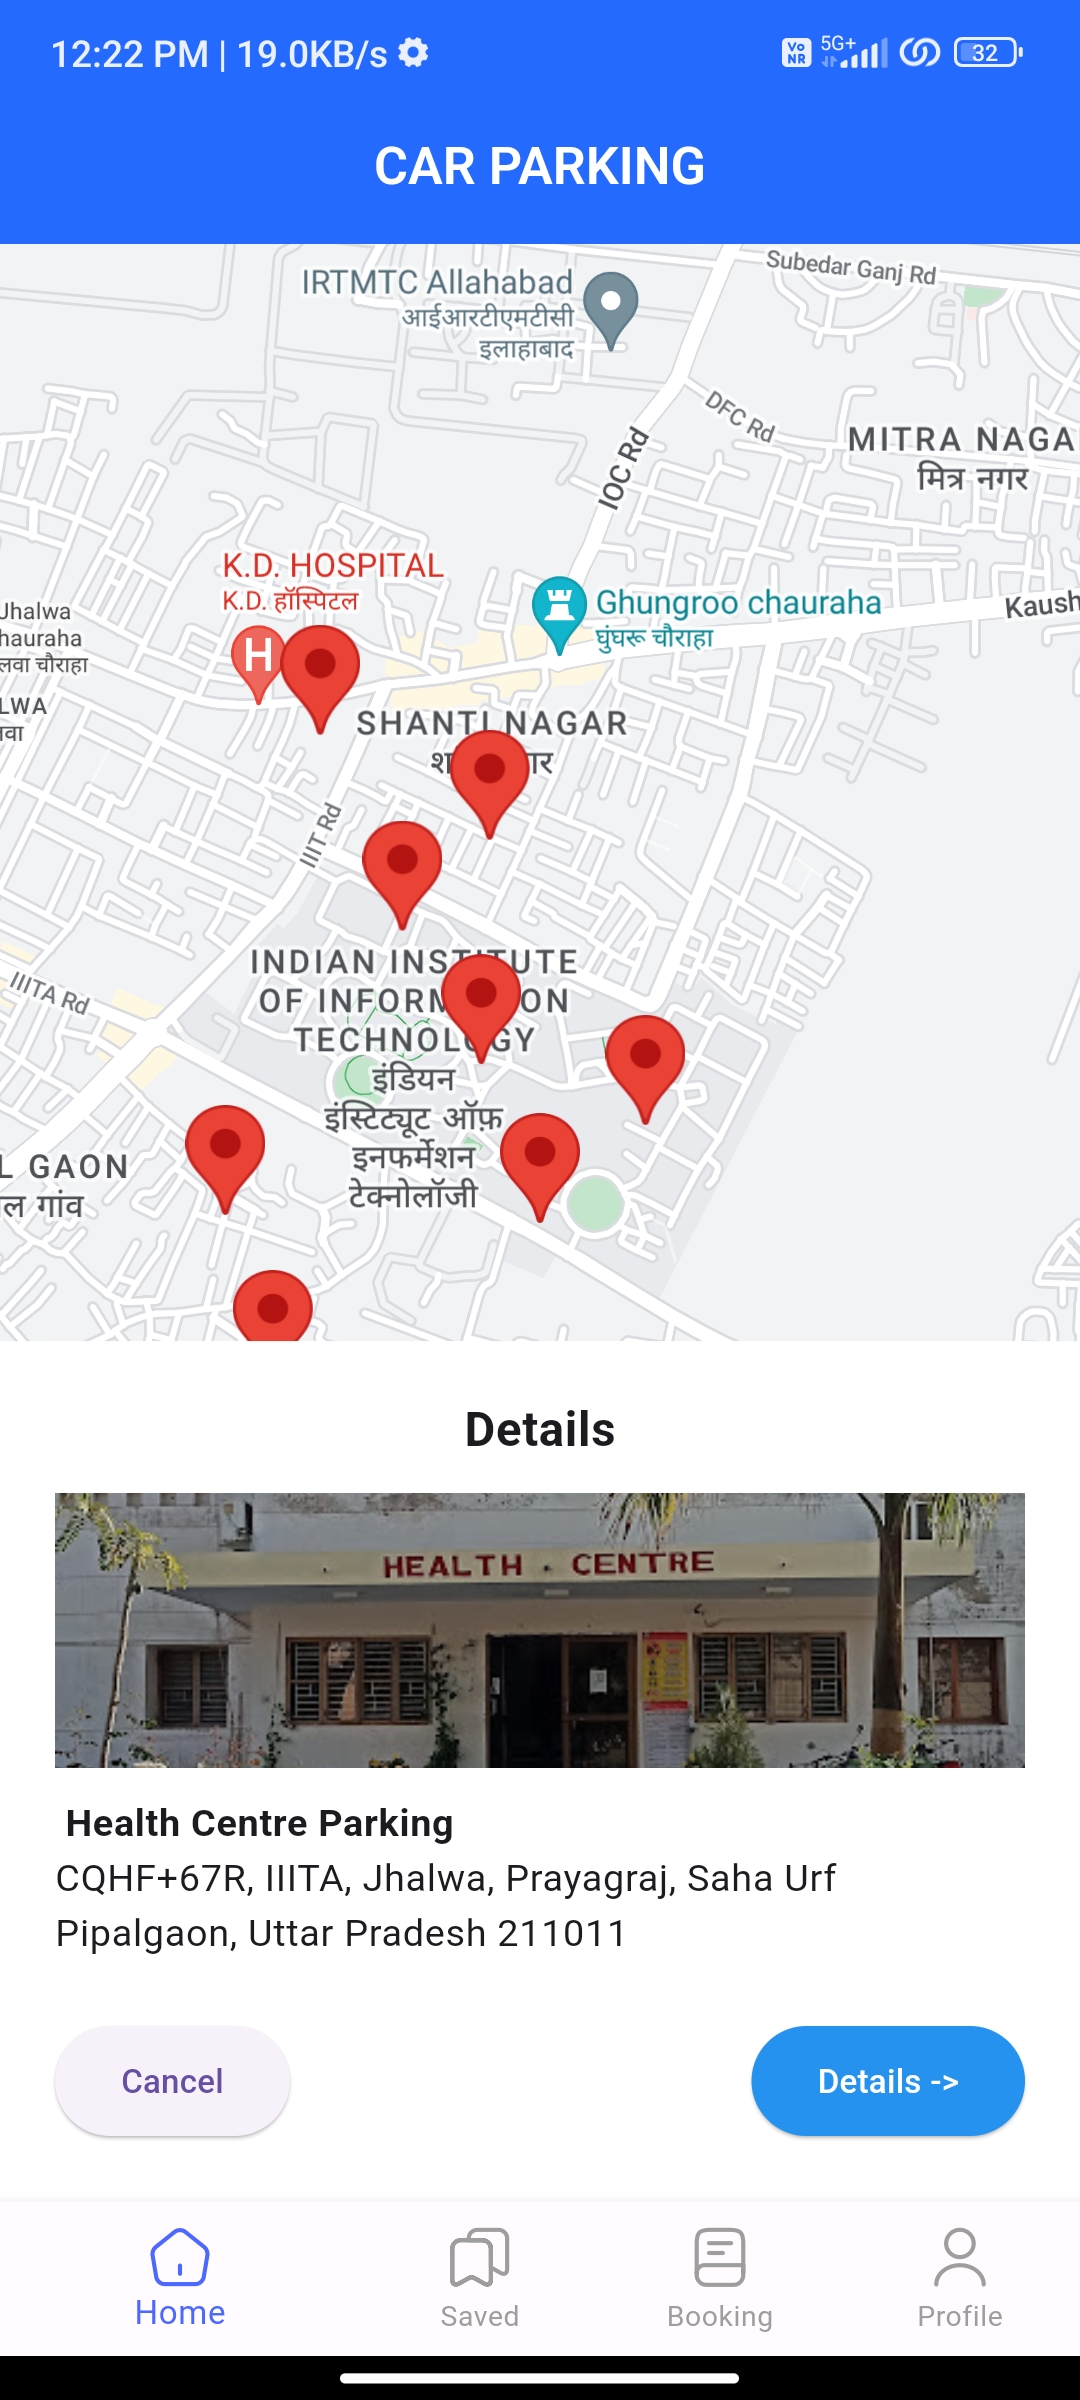 12:22 PM | 19.0KB/s
Vo
NR
5G+
32
CAR PARKING
Subedar Ganj Rd
IRTMTC Allahabad
आईआरटीएमटीसी
इलाहाबाद
DFC Rd
MITRA NAGA
मित्र नगर
IOC Rd
K.D. HOSPITAL
K.D. हॉस्पिटल
H
Ghungroo chauraha
घुंघरू चौराहा
Kaush
Jhalwa
hauraha
लवा चौराहा
LWA
नवा
SHANTI NAGAR
IIIT Rd
INDIAN INSTITUTE
OF INFORMATION
TECHNOLOGY
इंडियन
इंस्टिट्यूट ऑफ़
इनफर्मेशन
टेक्नोलॉजी
IIITA Rd
L GAON
ल गांव
Details
HEALTH CENTRE
Health Centre Parking
CQHF+67R, IIITA, Jhalwa, Prayagraj, Saha Urf
Pipalgaon, Uttar Pradesh 211011
Cancel
Details ->
Home
Saved
Booking
Profile